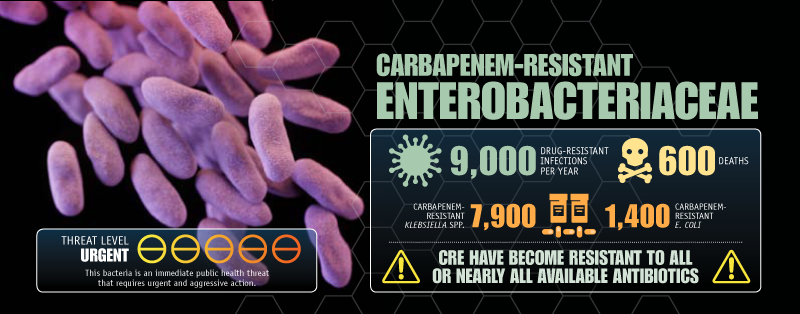 CARBAPENEM-RESISTANT
ENTEROBACTERIACEAE
9,000 DRUG-RESISTANT
INFECTIONS
PER YEAR
600 DEATHS
CARBAPENEM-
RESISTANT
KLEBSIELLA SPP.
7,900
1,400
CARBAPENEM-
RESISTANT
E. COLI
CRE HAVE BECOME RESISTANT TO ALL
OR NEARLY ALL AVAILABLE ANTIBIOTICS
THREAT LEVEL
URGENT
This bacteria is an immediate public health threat
that requires urgent and aggressive action.